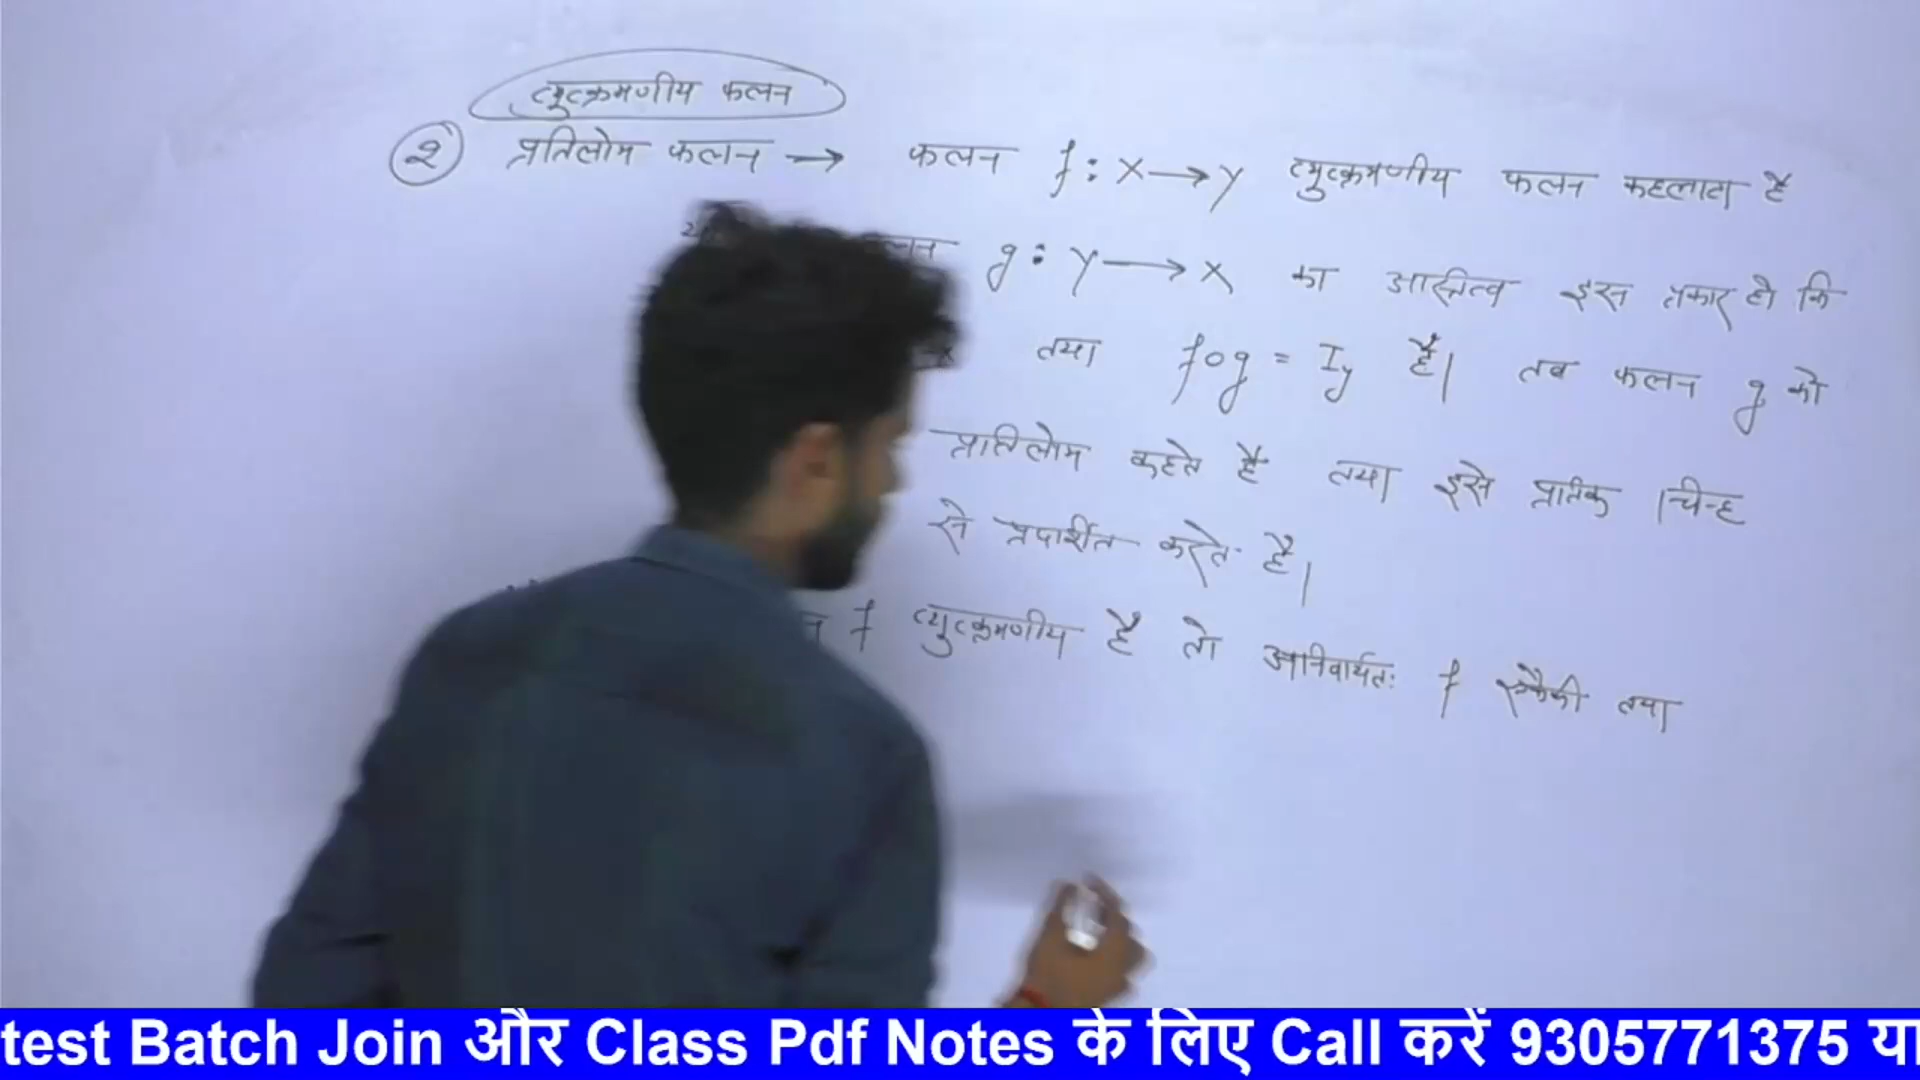 व्युत्क्रमणीय फलन
2 प्रतिलोम फलन → फलन f : X → Y व्युत्क्रमणीय फलन कहलाता है
g : Y → X का अस्तित्व इस प्रकार हो कि
तथा fog = Iy है। तब फलन g को
प्रतिलोम कहते है तथा इसे प्रतिक चिन्ह
से प्रदर्शित करते है।
f व्युत्क्रमणीय है तो अनिवार्यतः f एकैकी तथा
test Batch Join और Class Pdf Notes के लिए Call करें 9305771375 या